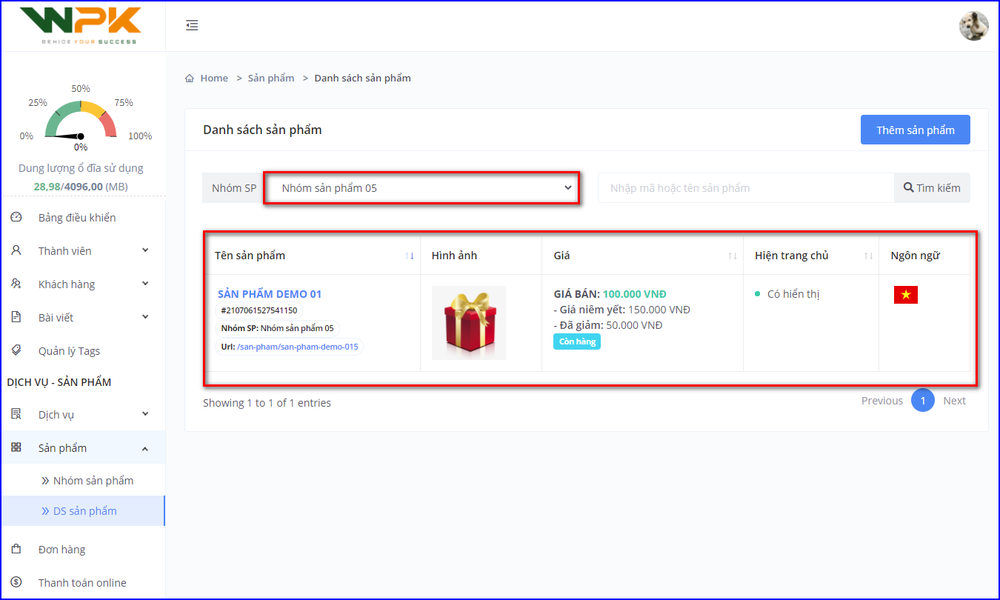 WPK
BEHIDE YOUR SUCCESS
50%
25% 75%
0% 100%
0%
Dung lượng ổ đĩa sử dụng
28,98/4096,00 (MB)
Bảng điều khiển
Thành viên
Khách hàng
Bài viết
Quản lý Tags
DỊCH VỤ - SẢN PHẨM
Dịch vụ
Sản phẩm
Nhóm sản phẩm
DS sản phẩm
Đơn hàng
Thanh toán online
Home > Sản phẩm > Danh sách sản phẩm
Danh sách sản phẩm
Thêm sản phẩm
Nhóm SP Nhóm sản phẩm 05
Nhập mã hoặc tên sản phẩm Tìm kiếm
Tên sản phẩm Hình ảnh Giá Hiện trang chủ Ngôn ngữ
SẢN PHẨM DEMO 01
#2107061527541150
Nhóm SP: Nhóm sản phẩm 05
Url: /san-pham/san-pham-demo-015
GIÁ BÁN: 100.000 VNĐ
- Giá niêm yết: 150.000 VNĐ
- Đã giảm: 50.000 VNĐ
Còn hàng
Có hiển thị
Showing 1 to 1 of 1 entries
Previous 1 Next